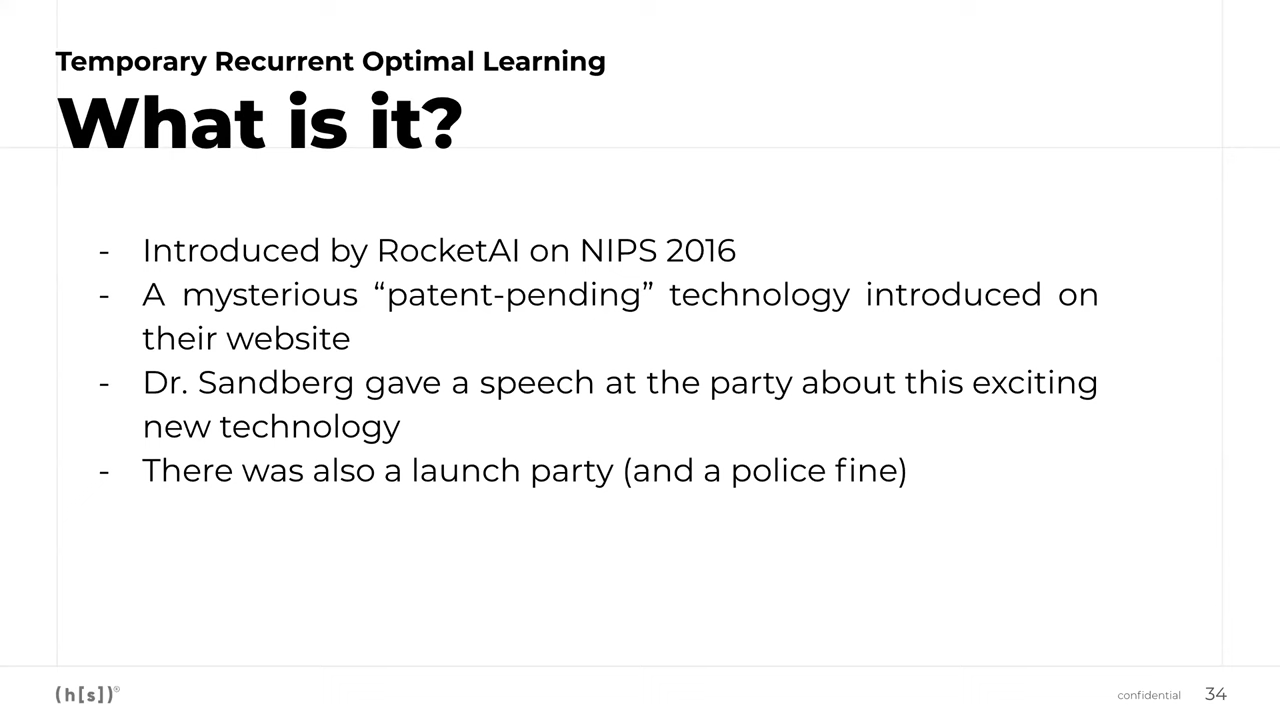 Temporary Recurrent Optimal Learning
What is it?
- Introduced by RocketAI on NIPS 2016
- A mysterious “patent-pending” technology introduced on
their website
- Dr. Sandberg gave a speech at the party about this exciting
new technology
- There was also a launch party (and a police fine)
(h[s])®
confidential 34